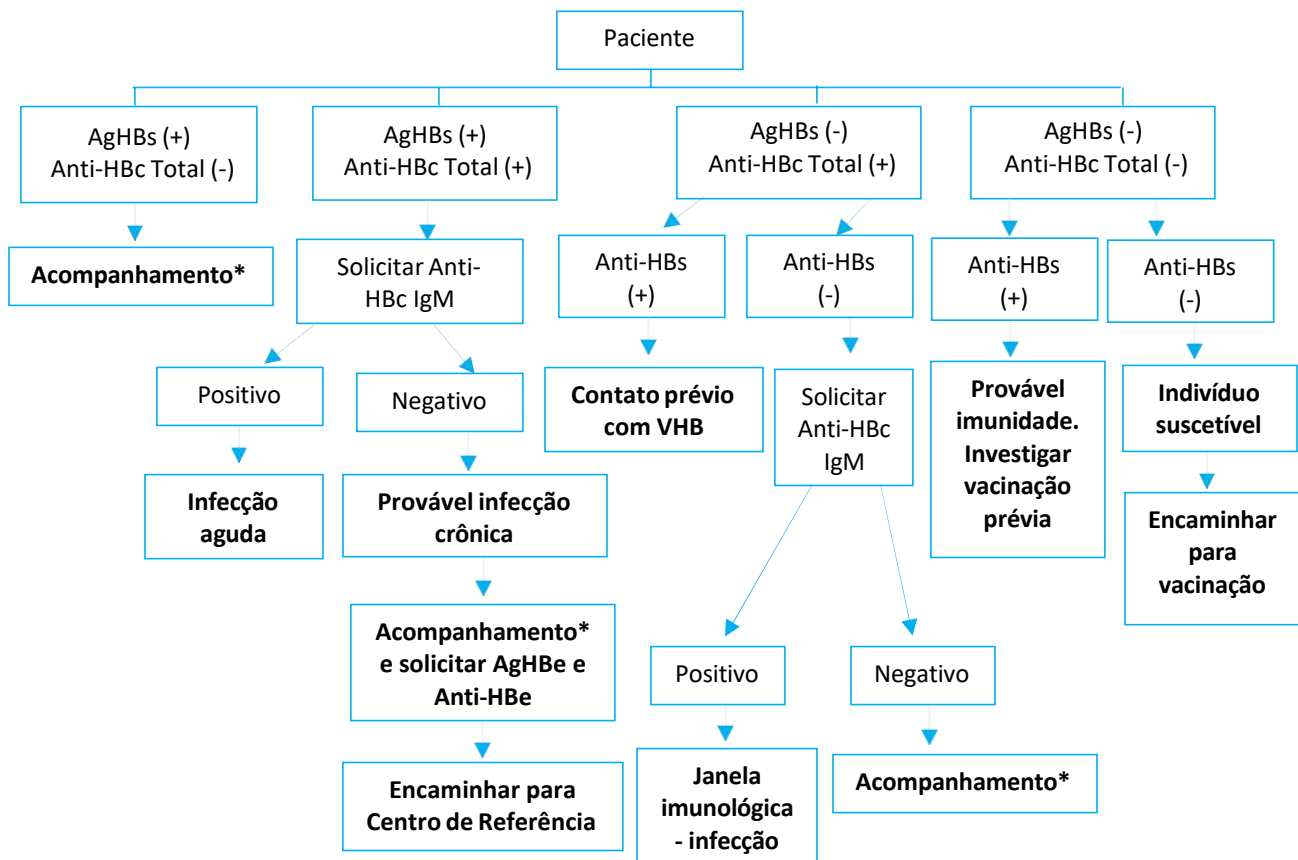 Paciente
AgHBs (+)
Anti-HBc Total (-)
AgHBs (+)
Anti-HBc Total (+)
AgHBs (-)
Anti-HBc Total (+)
AgHBs (-)
Anti-HBc Total (-)
Acompanhamento*
Solicitar Anti-
HBc IgM
Anti-HBs
(+)
Anti-HBs
(-)
Anti-HBs
(+)
Anti-HBs
(-)
Positivo
Negativo
Contato prévio
com VHB
Solicitar
Anti-HBc
IgM
Provável
imunidade.
Investigar
vacinação
prévia
Indivíduo
suscetível
Infecção
aguda
Provável infecção
crônica
Encaminhar
para
vacinação
Acompanhamento*
e solicitar AgHBe e
Anti-HBe
Positivo
Negativo
Encaminhar para
Centro de Referência
Janela
imunológica
- infecção
Acompanhamento*